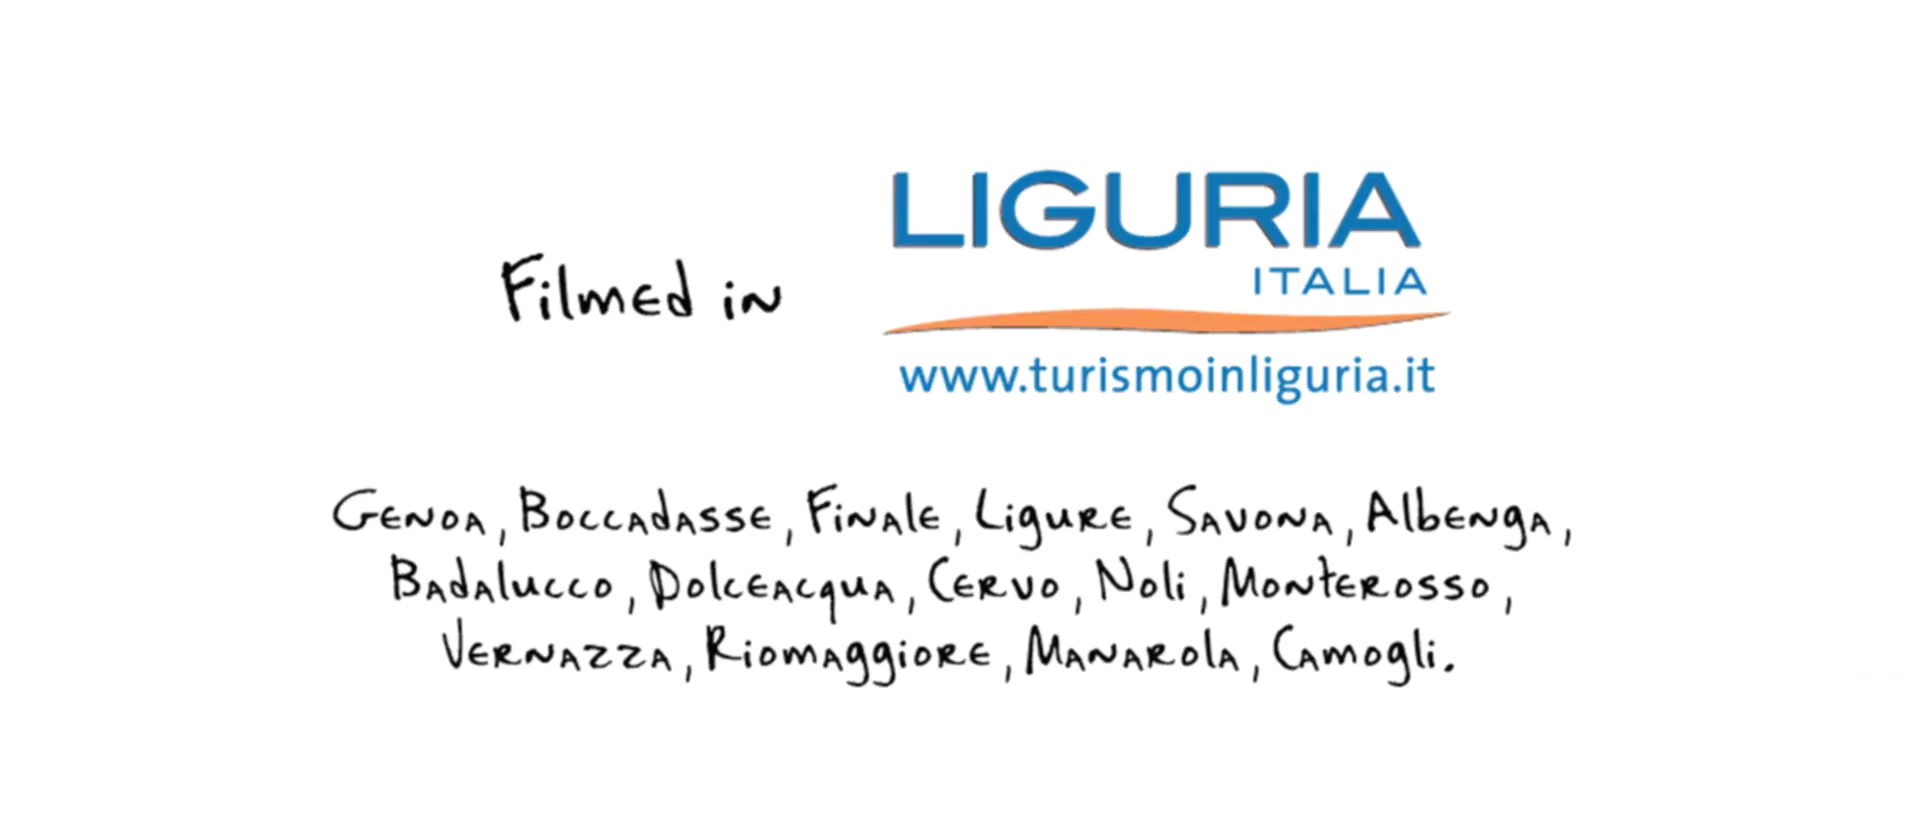 Filmed in
LIGURIA
ITALIA
www.turismoinliguria.it
Genoa, Boccadasse, Finale, Ligure, Savona, Albenga,
Badalucco, Dolceacqua, Cervo, Noli, Monterosso,
Vernazza, Riomaggiore, Manarola, Camogli.